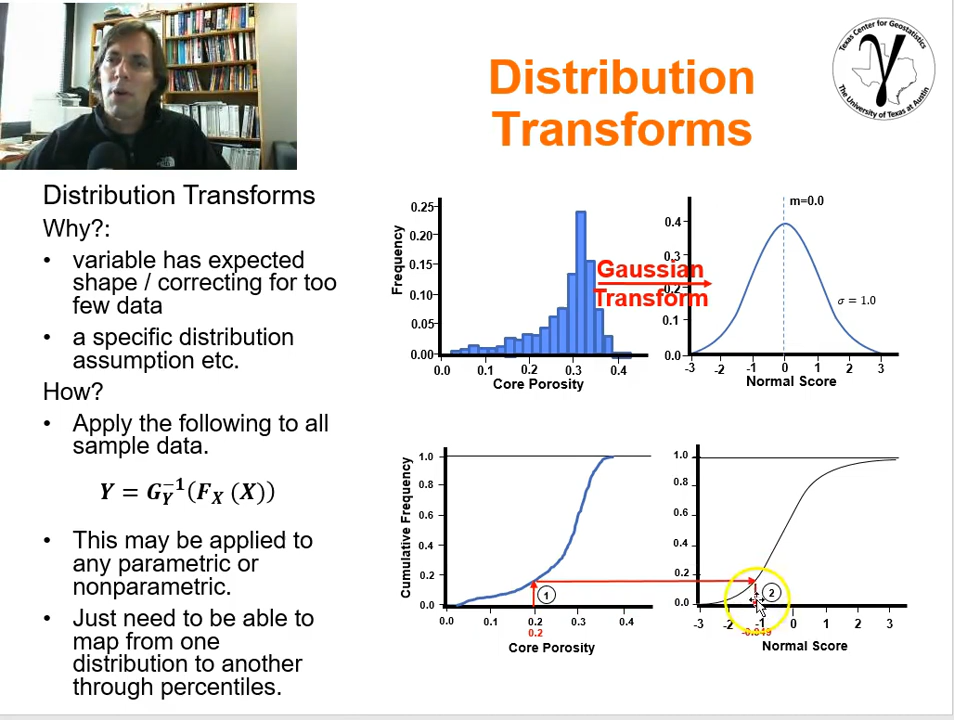 Distribution
Transforms
Texas Center for Geostatistics
The University of Texas at Austin
γ
Distribution Transforms
Why?:
• variable has expected
shape / correcting for too
few data
• a specific distribution
assumption etc.
How?
• Apply the following to all
sample data.
Y = G_Y^{-1}(F_X (X))
• This may be applied to
any parametric or
nonparametric.
• Just need to be able to
map from one
distribution to another
through percentiles.
Frequency
0.25
0.20
0.15
0.10
0.05
0.00
0.0 0.1 0.2 0.3 0.4
Core Porosity
Gaussian
Transform
m=0.0
σ = 1.0
0.4
0.3
0.2
0.1
0.0
-3 -2 -1 0 1 2 3
Normal Score
Cumulative Frequency
1.0
0.8
0.6
0.4
0.2
0.0
0.0 0.1 0.2 0.3 0.4
0.2
Core Porosity
1
1.0
0.8
0.6
0.4
0.2
0.0
2
-3 -2 -1 0 1 2 3
-0.849
Normal Score